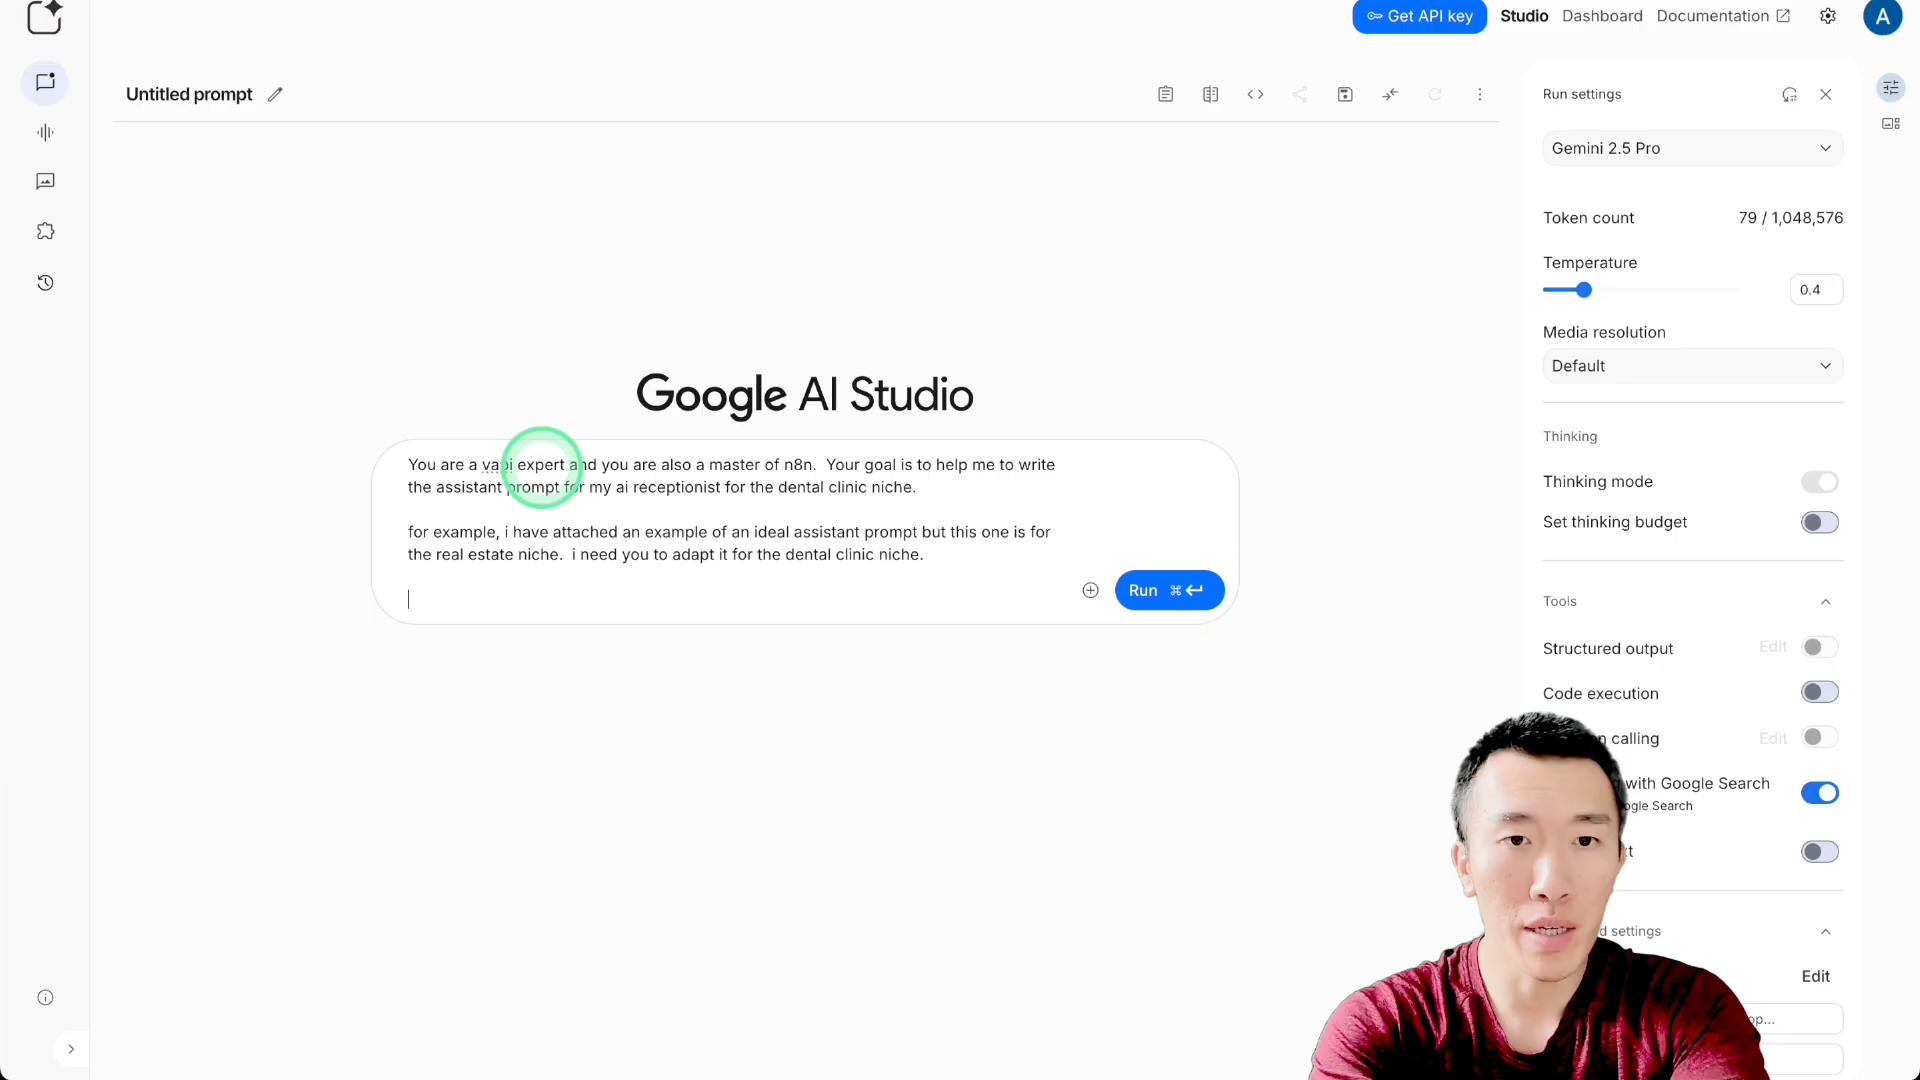 Get API key
Studio
Dashboard
Documentation
A
Untitled prompt
Run settings
Gemini 2.5 Pro
Token count 79 / 1,048,576
Temperature
0.4
Media resolution
Default
Google AI Studio
You are a vapi expert and you are also a master of n8n.  Your goal is to help me to write
the assistant prompt for my ai receptionist for the dental clinic niche.
for example, i have attached an example of an ideal assistant prompt but this one is for
the real estate niche.  i need you to adapt it for the dental clinic niche.
Run ⌘
Thinking
Thinking mode
Set thinking budget
Tools
Structured output Edit
Code execution
calling Edit
with Google Search
Search
settings
Edit